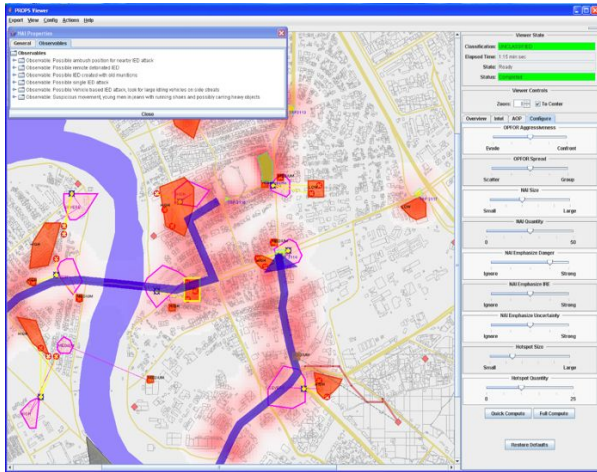 PROPS Viewer
Export View Config Actions Help
NAI Properties
General Observables
Observables
Observable: Possible ambush position for nearby IED attack
Observable: Possible remote detonated IED
Observable: Possible IED created with old munitions
Observable: Possible single IED attack
Observable: Possible Vehicle based IED attack, look for large idling vehicles on side streets
Observable: Suspicious movement, young men in jeans with running shoes and possibly carrying heavy objects
Close
Viewer State
Classification: UNCLASSIFIED
Elapsed Time:
State: Ready
Status: Completed
Viewer Controls
Zoom: To Center
Overview Intel AOP Configure
OPFOR Aggressiveness
Evade Confront
OPFOR Spread
Scatter Group
NAI Size
Small Large
NAI Quantity
0 50
NAI Emphasize Danger
Ignore Strong
NAI Emphasize IRE
Ignore Strong
NAI Emphasize Uncertainty
Ignore Strong
Hotspot Size
Small Large
Hotspot Quantity
0 25
Quick Compute Full Compute
Restore Defaults